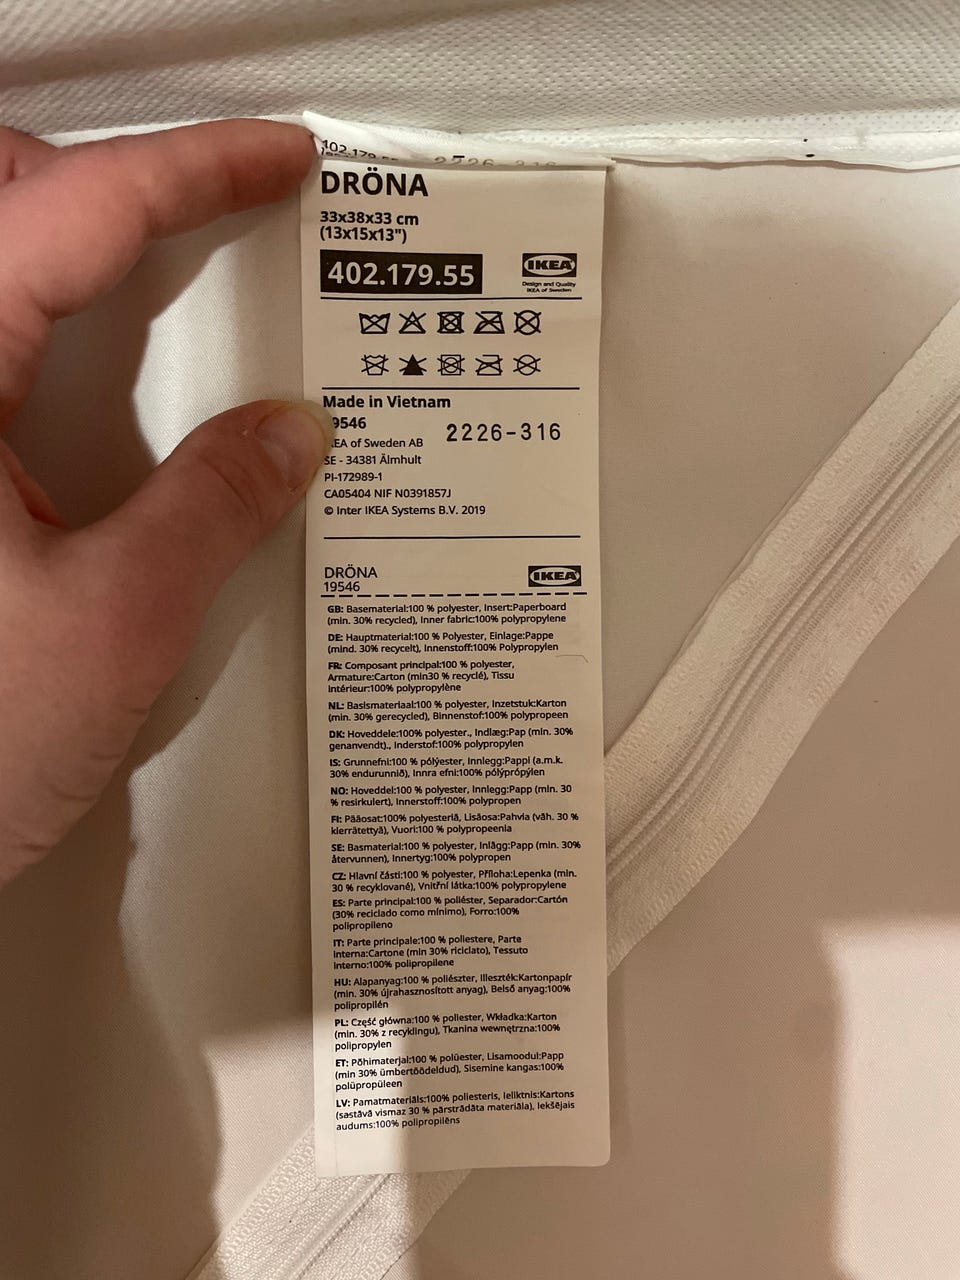 102.179
2226-316
DRÖNA
33x38x33 cm
(13x15x13")
402.179.55
IKEA
Design and Quality
IKEA of Sweden
Made in Vietnam
9546
2226-316
EA of Sweden AB
SE - 34381 Älmhult
PI-172989-1
CA05404 NIF N0391857J
© Inter IKEA Systems B.V. 2019
DRÖNA
IKEA
19546
GB: Basematerial:100 % polyester, Insert:Paperboard
(min. 30% recycled), Inner fabric:100% polypropylene
DE: Hauptmaterial:100 % Polyester, Einlage:Pappe
(mind. 30% recycelt), Innenstoff:100% Polypropylen
FR: Composant principal:100 % polyester,
Armature:Carton (min30 % recyclé), Tissu
intérieur:100% polypropylène
NL: Basismateriaal:100 % polyester, Inzetstuk:Karton
(min. 30% gerecycled), Binnenstof:100% polypropeen
DK: Hoveddele:100% polyester., Indlæg:Pap (min. 30%
genanvendt)., Inderstof:100% polypropylen
IS: Grunnefni:100 % pólýester, Innlegg:Pappi (a.m.k.
30% endurunnið), Innra efni:100% pólýprópýlen
NO: Hoveddel:100 % polyester, Innlegg:Papp (min. 30
% resirkulert), Innerstoff:100% polypropen
FI: Pääosat:100% polyesteriä, Lisäosa:Pahvia (väh. 30 %
kierrätettyä), Vuori:100 % polypropeenia
SE: Basmaterial:100 % polyester, Inlägg:Papp (min. 30%
återvunnen), Innertyg:100% polypropen
CZ: Hlavní části:100 % polyester, Příloha:Lepenka (min.
30 % recyklované), Vnitřní látka:100% polypropylene
ES: Parte principal:100 % poliéster, Separador:Cartón
(30% reciclado como mínimo), Forro:100%
polipropileno
IT: Parte principale:100 % poliestere, Parte
interna:Cartone (min 30% riciclato), Tessuto
interno:100% polipropilene
HU: Alapanyag:100 % poliészter, Illeszték:Kartonpapír
(min. 30% újrahasznosított anyag), Belső anyag:100%
polipropilén
PL: Część główna:100 % poliester, Wkładka:Karton
(min. 30% z recyklingu), Tkanina wewnętrzna:100%
polipropylen
ET: Põhimaterjal:100 % polüester, Lisamoodul:Papp
(min 30% ümbertöödeldud), Sisemine kangas:100%
polüpropüleen
LV: Pamatmateriāls:100% poliesteris, Ieliktnis:Kartons
(sastāvā vismaz 30 % pārstrādāta materiāla), Iekšējais
audums:100% polipropilēns